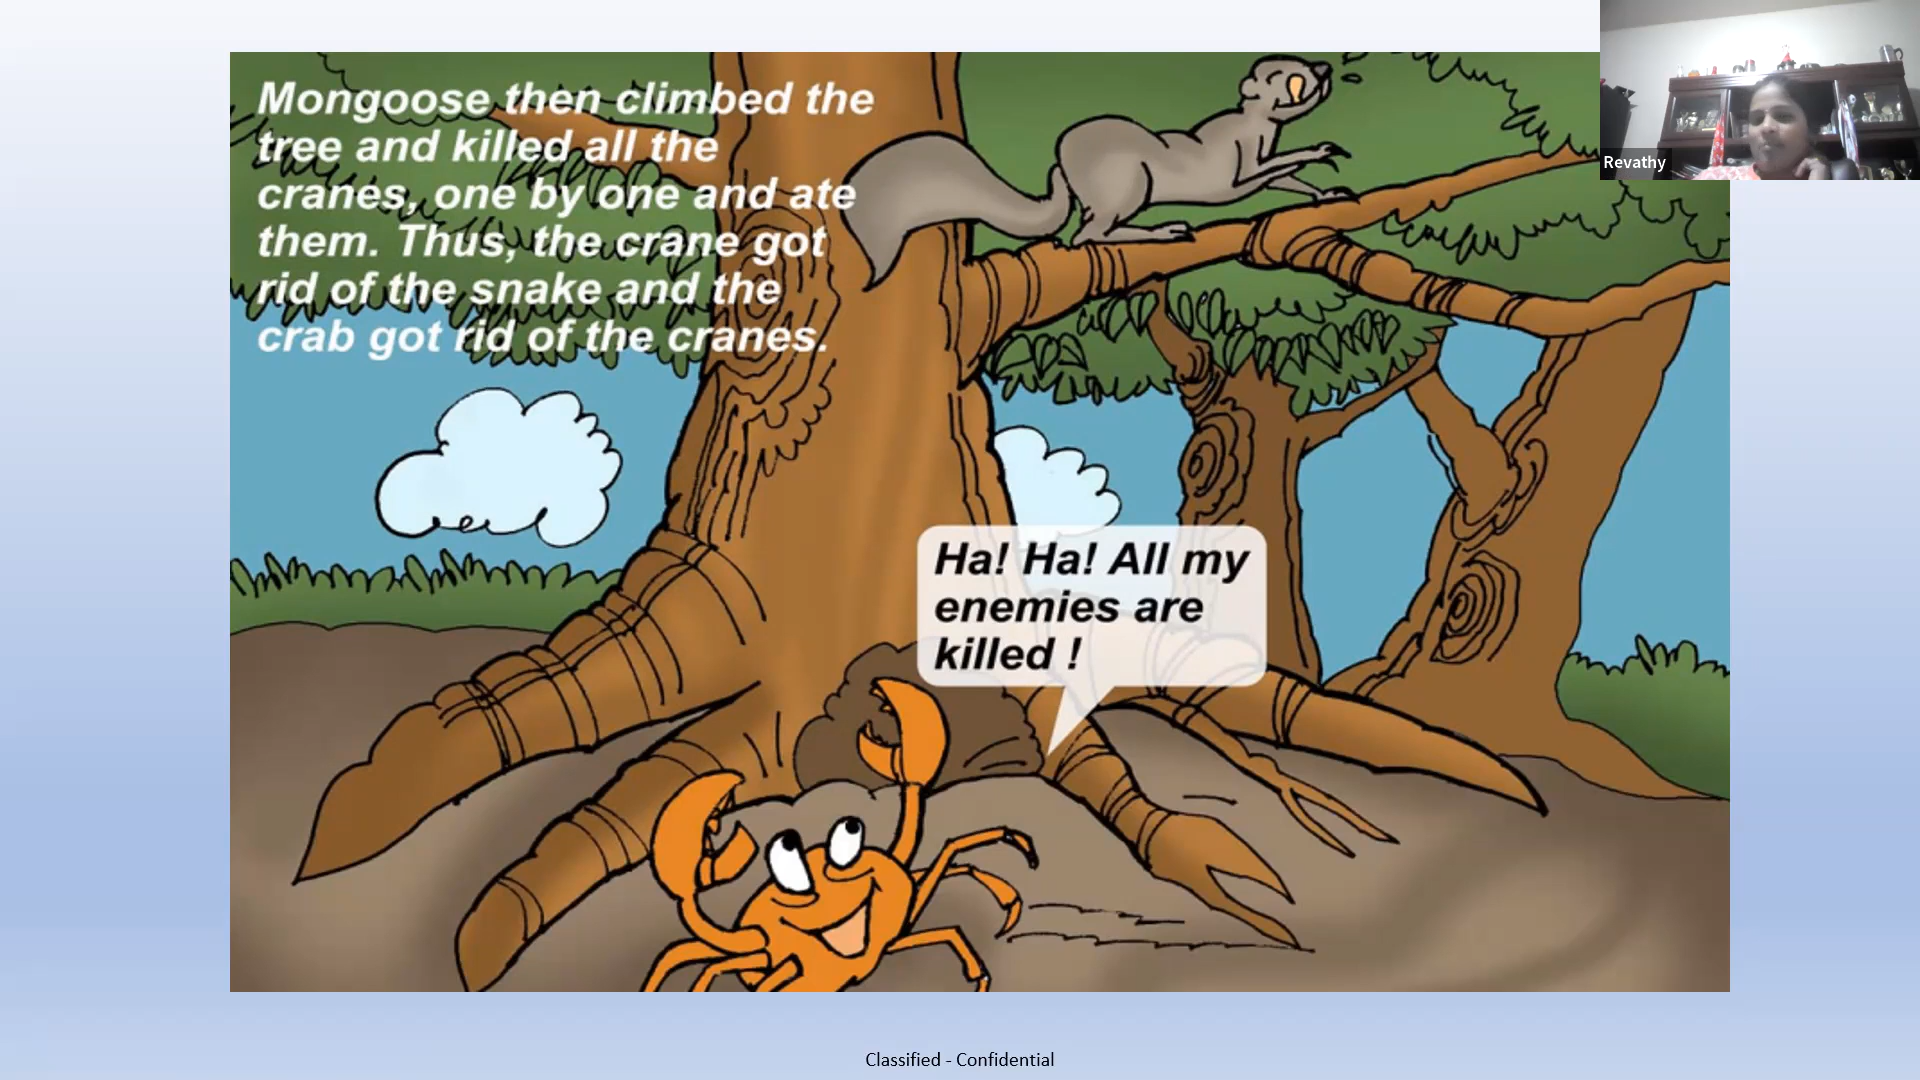 Mongoose then climbed the
tree and killed all the
cranes, one by one and ate
them. Thus, the crane got
rid of the snake and the
crab got rid of the cranes.
Revathy
Ha! Ha! All my
enemies are
killed !
Classified - Confidential